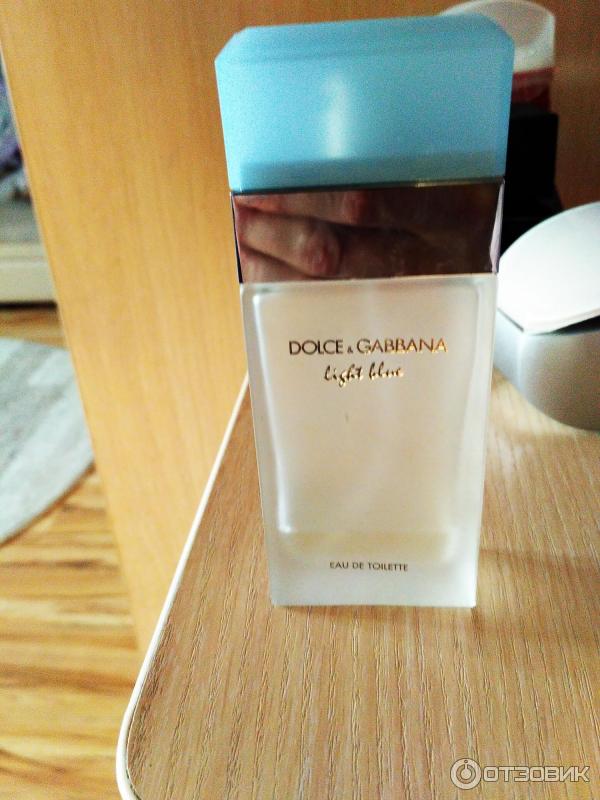 DOLCE & GABBANA
light blue
EAU DE TOILETTE
ОТЗОВИК